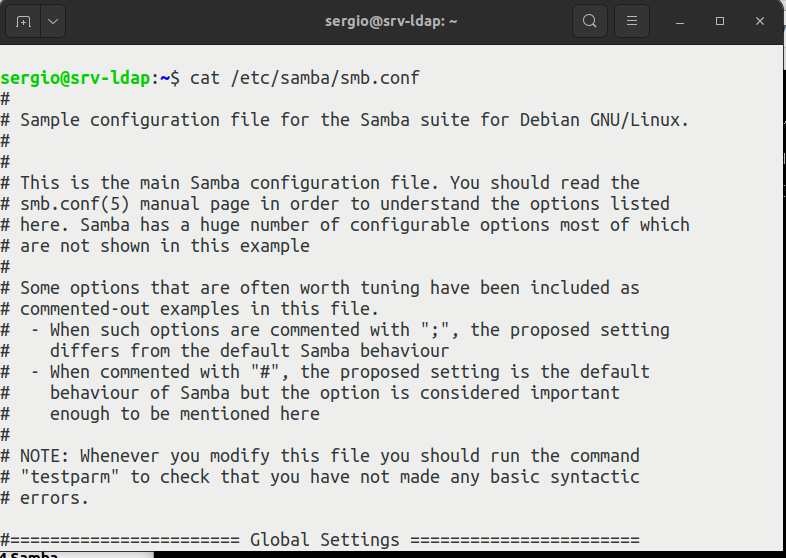 sergio@srv-ldap: ~
sergio@srv-ldap:~$ cat /etc/samba/smb.conf
#
# Sample configuration file for the Samba suite for Debian GNU/Linux.
#
#
# This is the main Samba configuration file. You should read the
# smb.conf(5) manual page in order to understand the options listed
# here. Samba has a huge number of configurable options most of which
# are not shown in this example
#
# Some options that are often worth tuning have been included as
# commented-out examples in this file.
#  - When such options are commented with ";", the proposed setting
#    differs from the default Samba behaviour
#  - When commented with "#", the proposed setting is the default
#    behaviour of Samba but the option is considered important
#    enough to be mentioned here
#
# NOTE: Whenever you modify this file you should run the command
# "testparm" to check that you have not made any basic syntactic
# errors.
#======================= Global Settings =======================
4 Samba